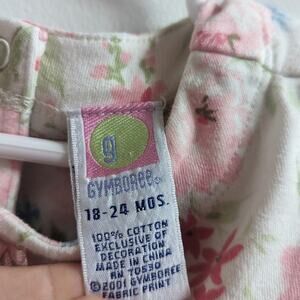 g
GYMBOREE
18-24 MOS.
100% COTTON
EXCLUSIVE OF
DECORATION
MADE IN CHINA
RN 70530
©2001 GYMBOREE
FABRIC PRINT